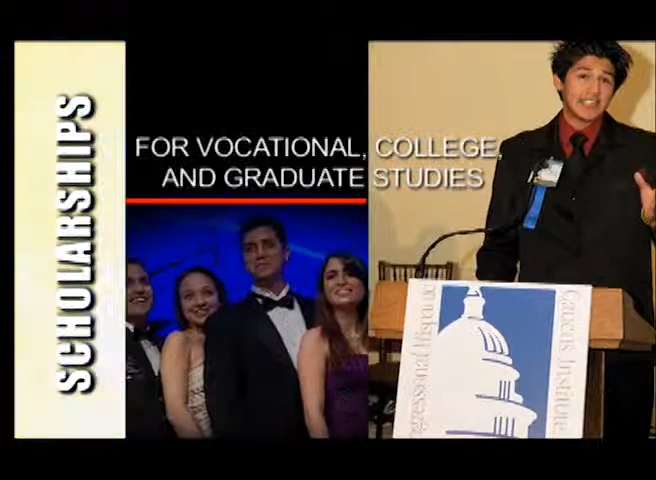 SCHOLARSHIPS
FOR VOCATIONAL, COLLEGE,
AND GRADUATE STUDIES
Caucus Institute